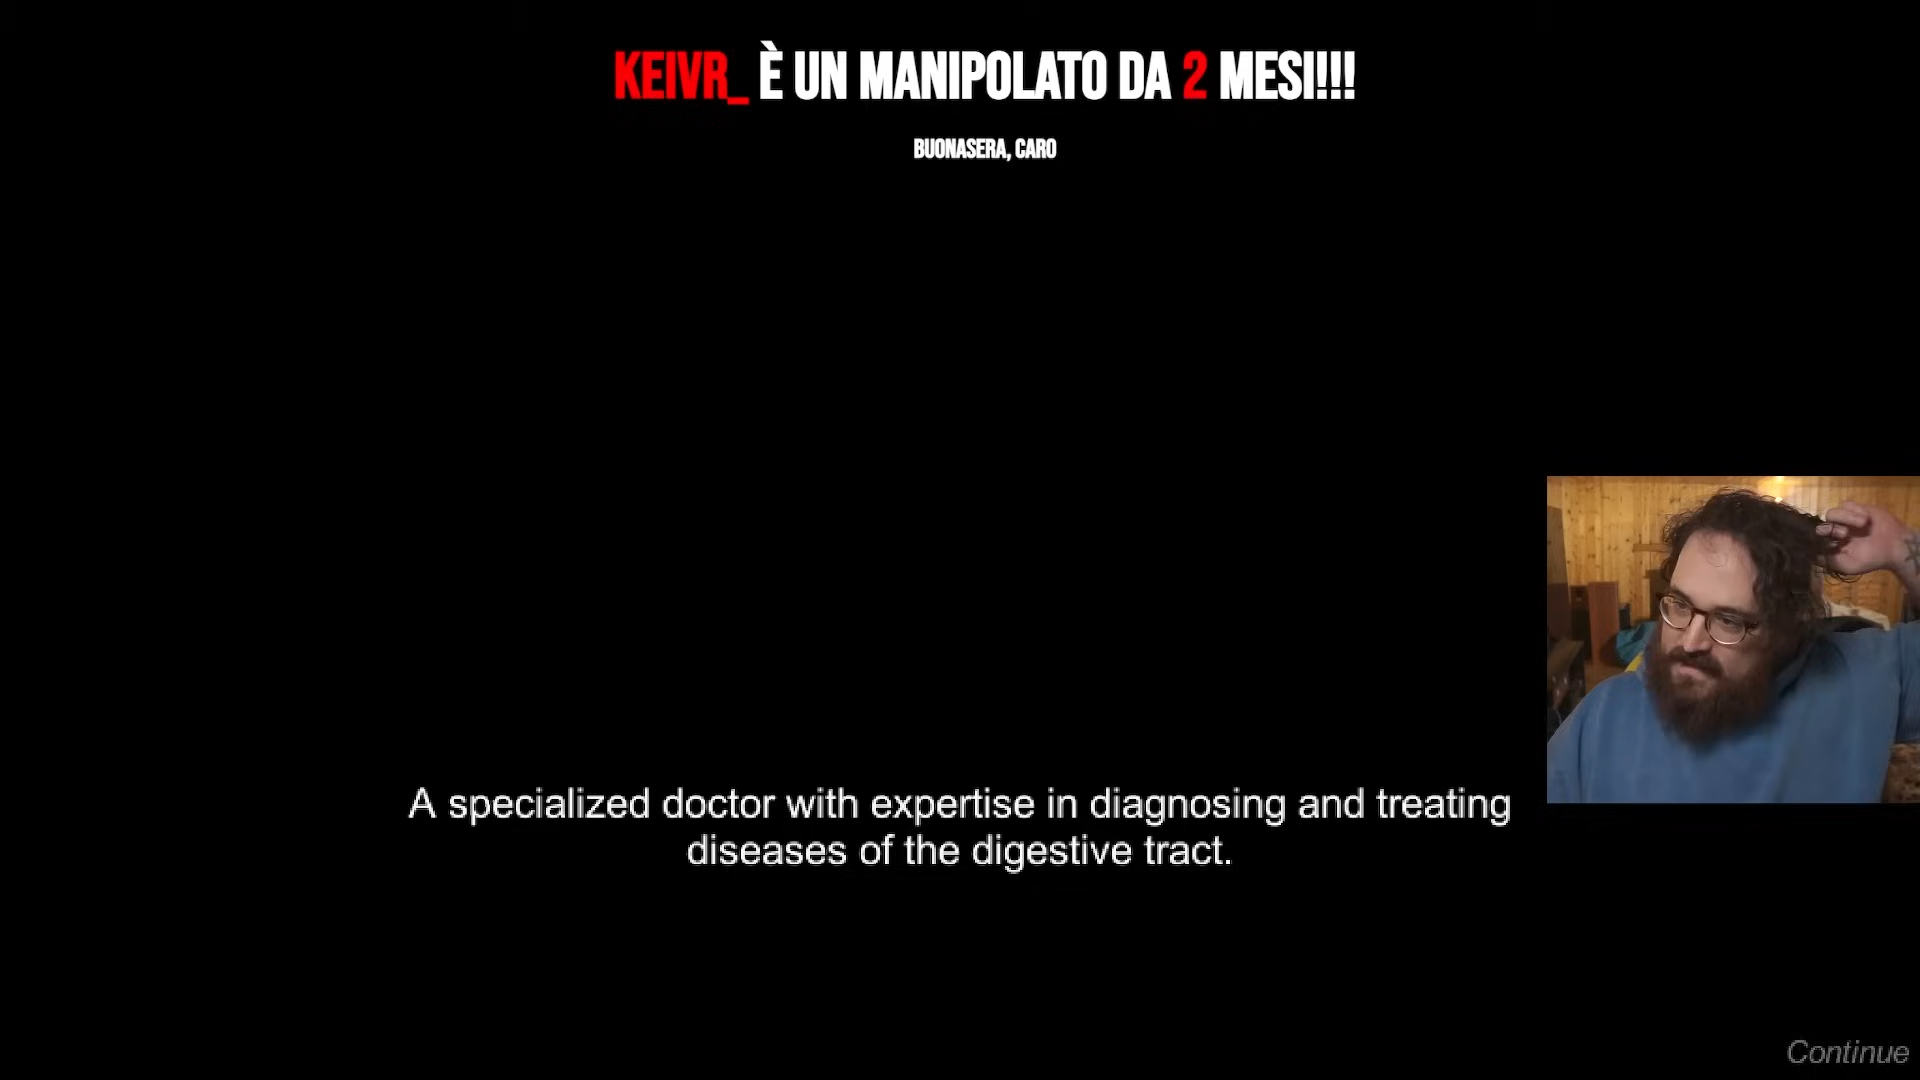 KEIVR_ È UN MANIPOLATO DA 2 MESI!!!
BUONASERA, CARO
A specialized doctor with expertise in diagnosing and treating
diseases of the digestive tract.
Continue